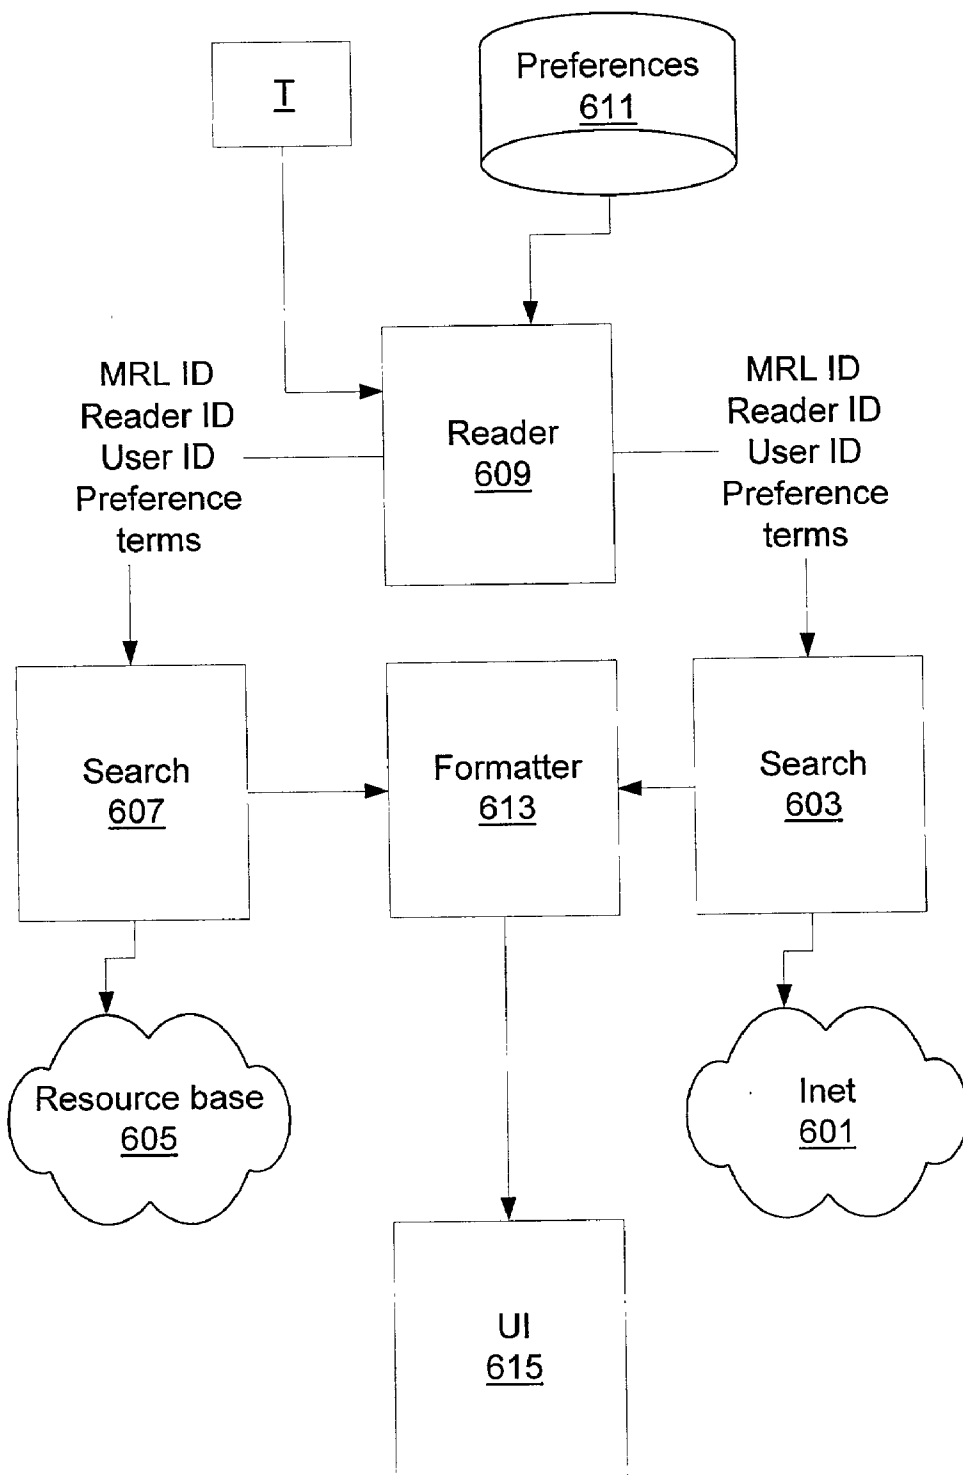 T
Preferences
611
MRL ID
Reader ID
User ID
Preference
terms
Reader
609
MRL ID
Reader ID
User ID
Preference
terms
Search
607
Formatter
613
Search
603
Resource base
605
Inet
601
UI
615